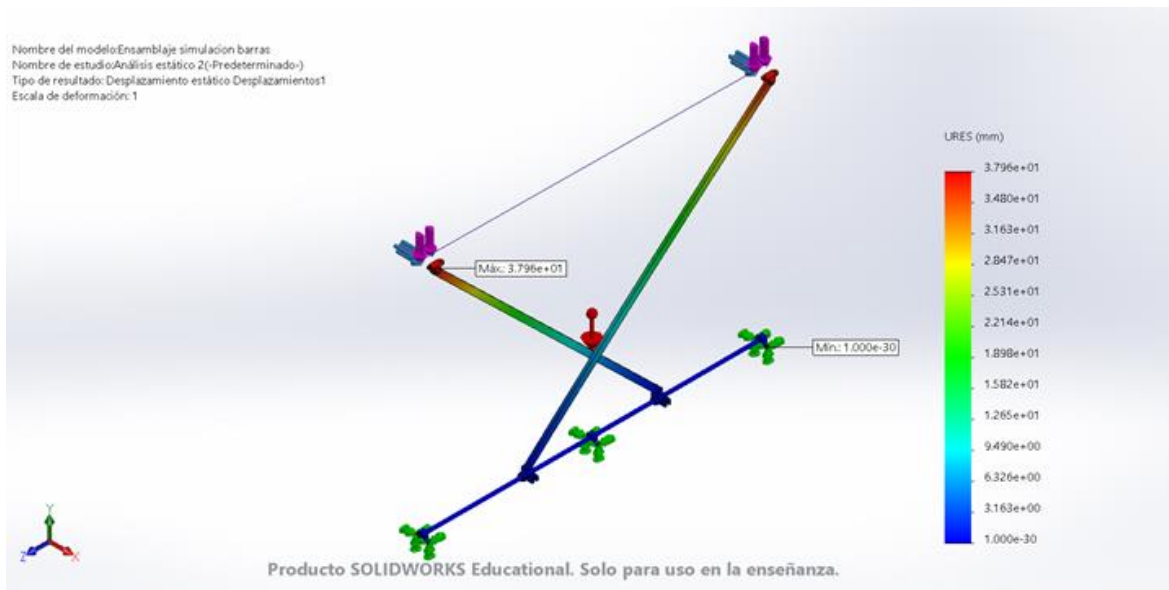 Nombre del modelo:Ensamblaje simulacion barras
Nombre de estudio:Análisis estático 2(-Predeterminado-)
Tipo de resultado: Desplazamiento estático Desplazamientos1
Escala de deformación: 1
URES (mm)
3.796e+01
3.480e+01
3.163e+01
2.847e+01
2.531e+01
2.214e+01
1.898e+01
1.582e+01
1.265e+01
9.490e+00
6.326e+00
3.163e+00
1.000e-30
Máx.: 3.796e+01
Mín.: 1.000e-30
Y
Z
X
Producto SOLIDWORKS Educational. Solo para uso en la enseñanza.